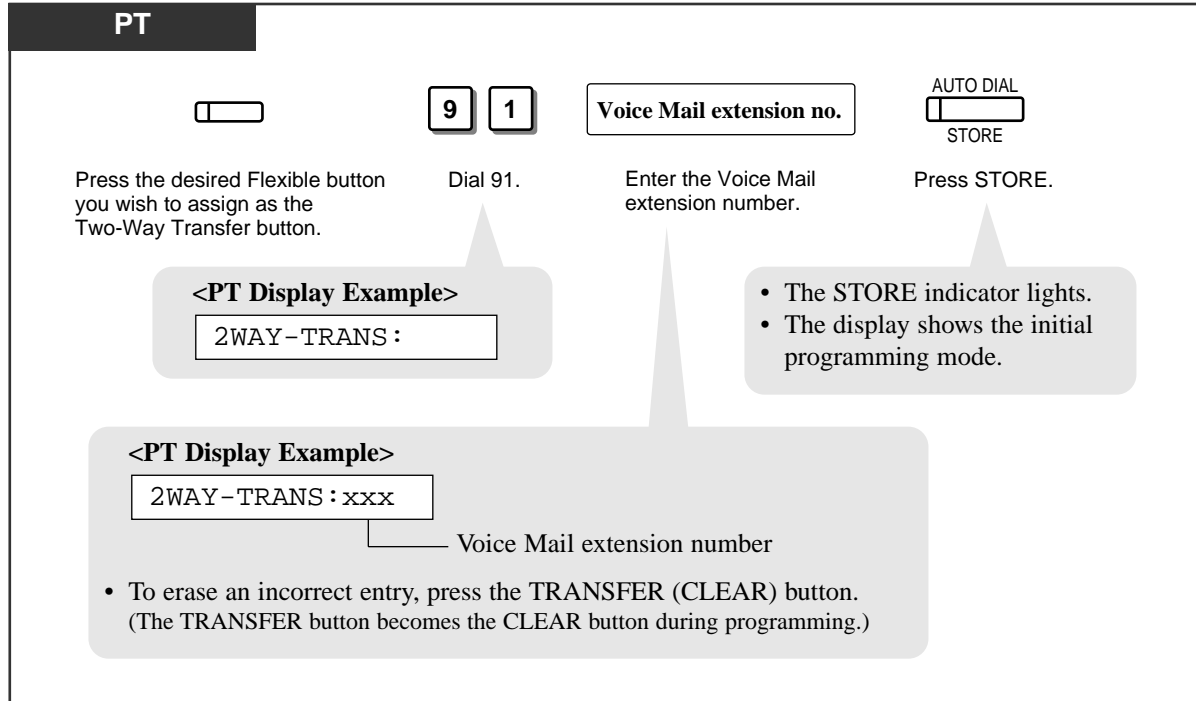 PT
9 1
Voice Mail extension no.
AUTO DIAL
STORE
Press the desired Flexible button
you wish to assign as the
Two-Way Transfer button.
Dial 91.
Enter the Voice Mail
extension number.
Press STORE.
<PT Display Example>
2WAY-TRANS:
• The STORE indicator lights.
• The display shows the initial
programming mode.
<PT Display Example>
2WAY-TRANS:xxx
Voice Mail extension number
• To erase an incorrect entry, press the TRANSFER (CLEAR) button.
(The TRANSFER button becomes the CLEAR button during programming.)